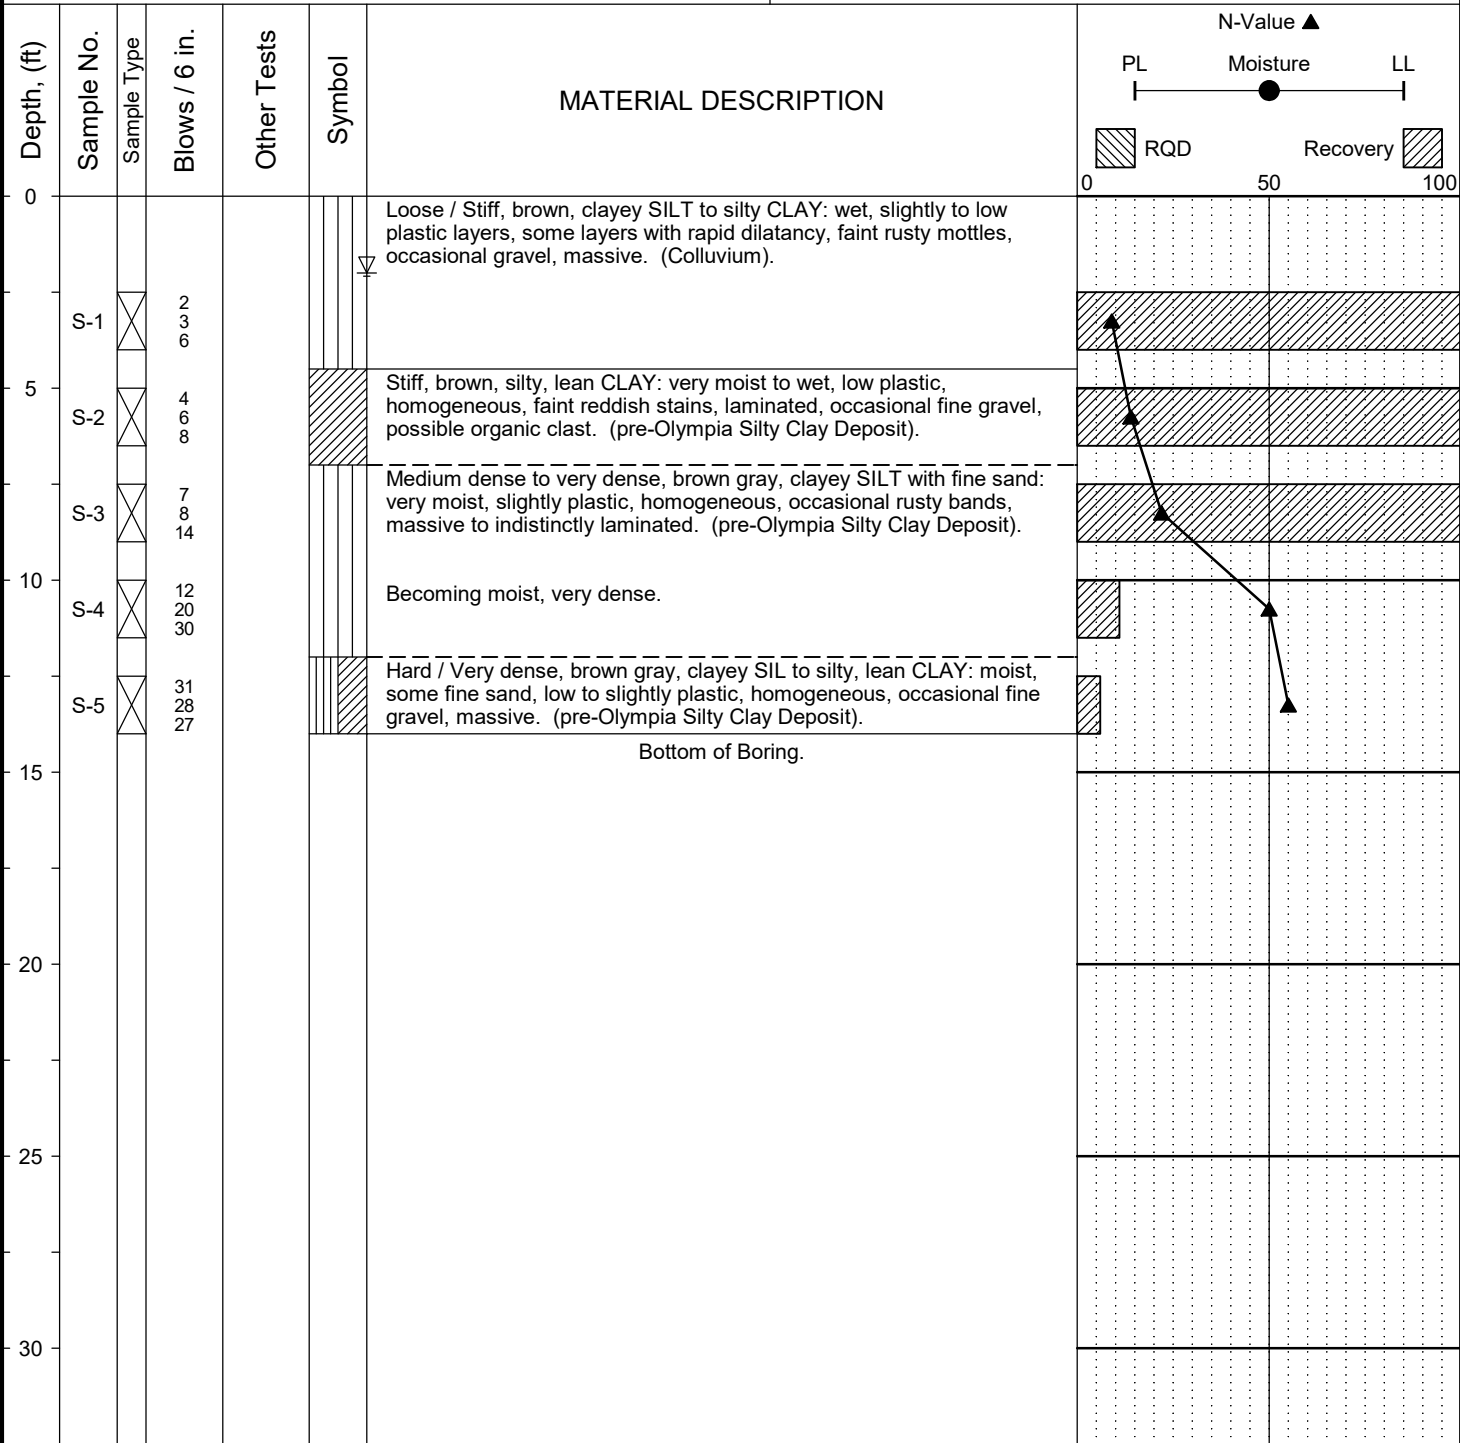 Depth, (ft)
Sample No.
Sample Type
Blows / 6 in.
Other Tests
Symbol
MATERIAL DESCRIPTION
N-Value ▲
PL Moisture LL
RQD Recovery
0 50 100
0
Loose / Stiff, brown, clayey SILT to silty CLAY: wet, slightly to low
plastic layers, some layers with rapid dilatancy, faint rusty mottles,
occasional gravel, massive.  (Colluvium).
S-1
2
3
6
5
Stiff, brown, silty, lean CLAY: very moist to wet, low plastic,
homogeneous, faint reddish stains, laminated, occasional fine gravel,
possible organic clast.  (pre-Olympia Silty Clay Deposit).
S-2
4
6
8
Medium dense to very dense, brown gray, clayey SILT with fine sand:
very moist, slightly plastic, homogeneous, occasional rusty bands,
massive to indistinctly laminated.  (pre-Olympia Silty Clay Deposit).
S-3
7
8
14
10
Becoming moist, very dense.
S-4
12
20
30
Hard / Very dense, brown gray, clayey SIL to silty, lean CLAY: moist,
some fine sand, low to slightly plastic, homogeneous, occasional fine
gravel, massive.  (pre-Olympia Silty Clay Deposit).
S-5
31
28
27
Bottom of Boring.
15
20
25
30